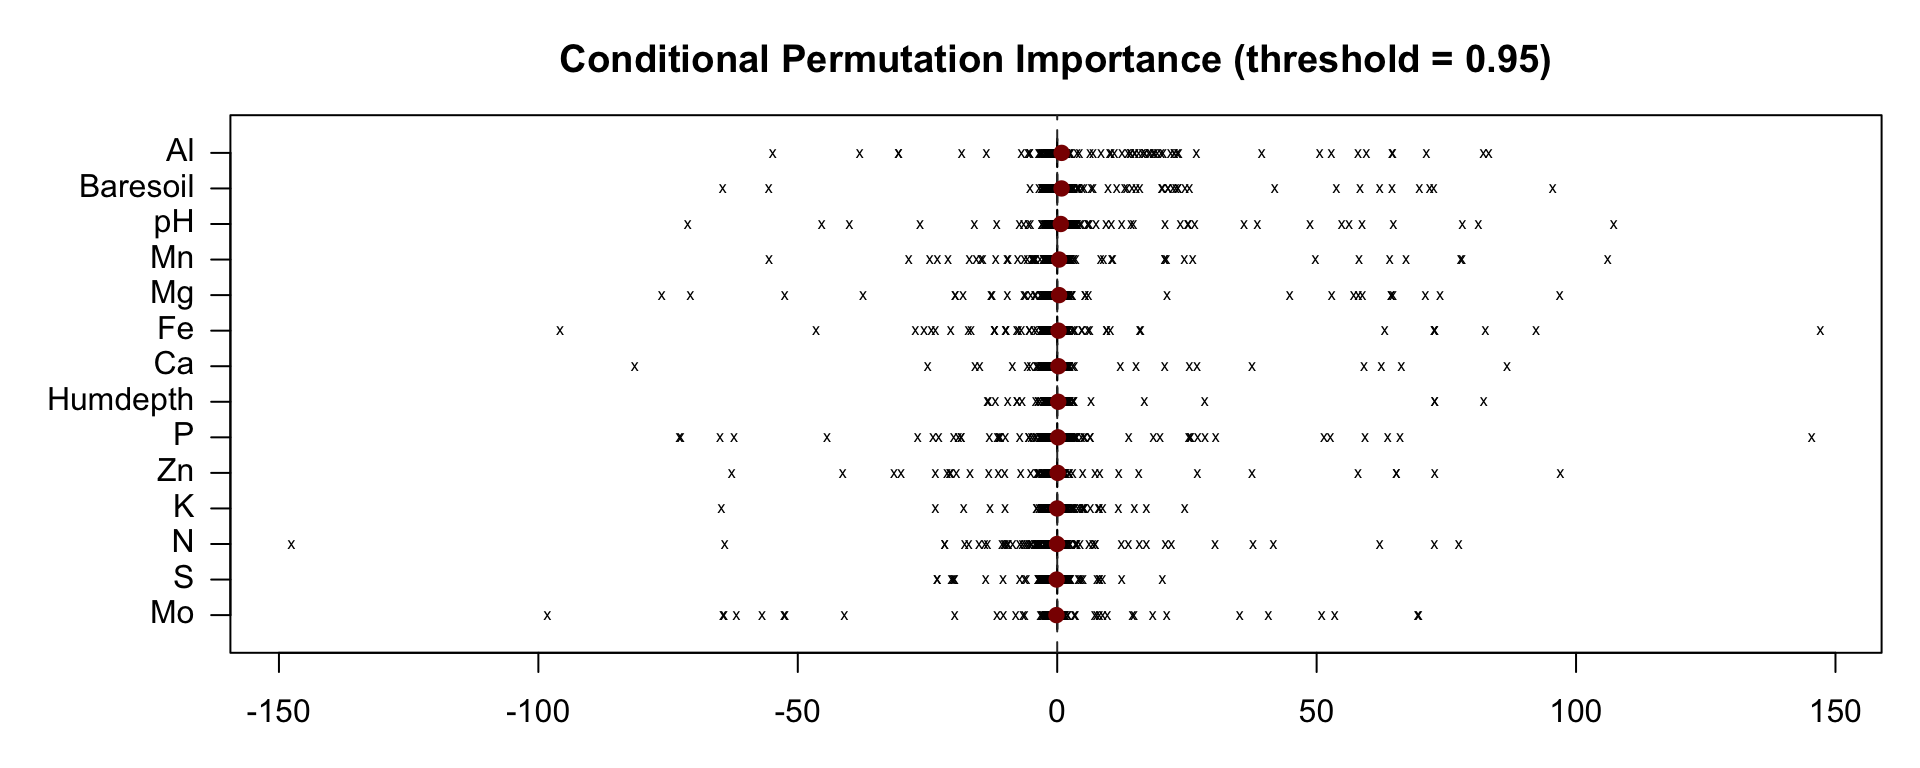 Conditional Permutation Importance (threshold = 0.95)
Al
Baresoil
pH
Mn
Mg
Fe
Ca
Humdepth
P
Zn
K
N
S
Mo
-150 -100 -50 0 50 100 150